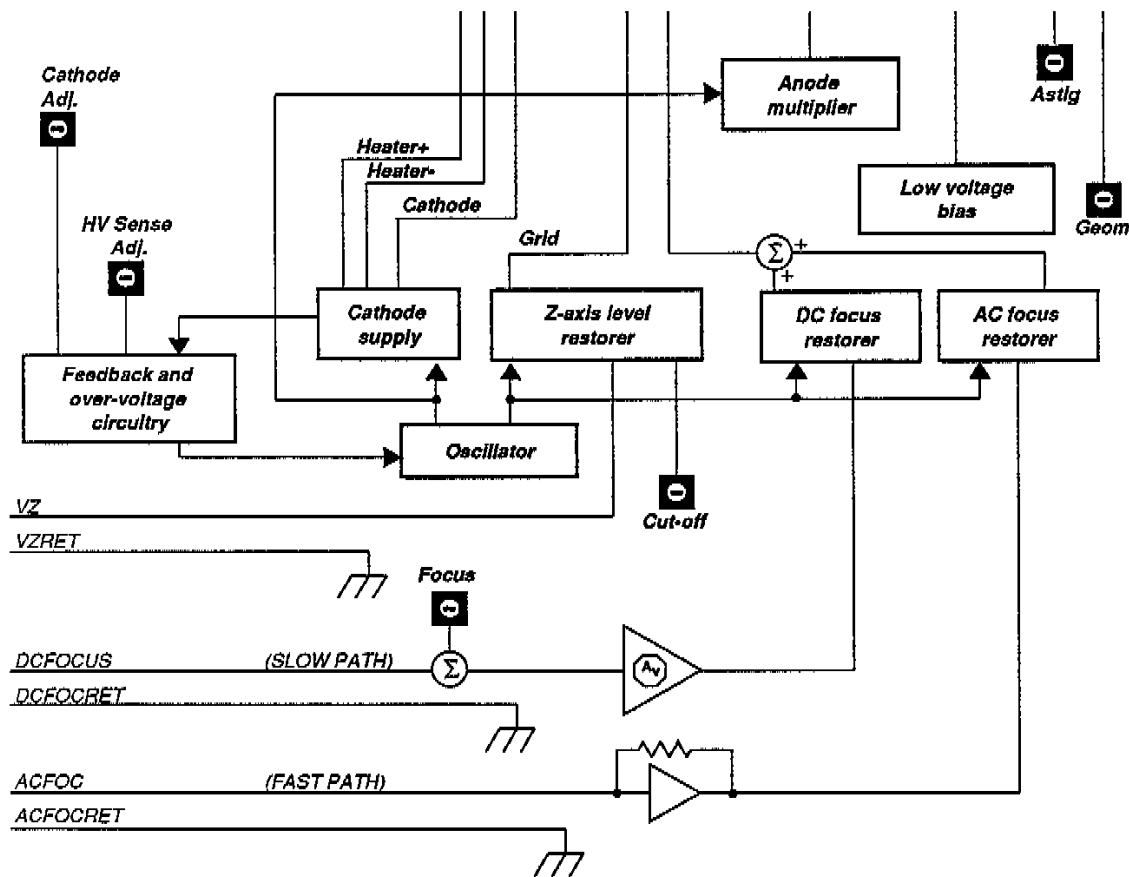 Cathode
Adj.
Anode
multiplier
Astig
Heater+
Heater-
Cathode
Low voltage
bias
Geom
HV Sense
Adj.
Grid
Σ
+
+
Cathode
supply
Z-axis level
restorer
DC focus
restorer
AC focus
restorer
Feedback and
over-voltage
circuitry
Oscillator
VZ
Cut-off
VZRET
Focus
DCFOCUS (SLOW PATH)
Σ
Av
DCFOCRET
ACFOC (FAST PATH)
ACFOCRET